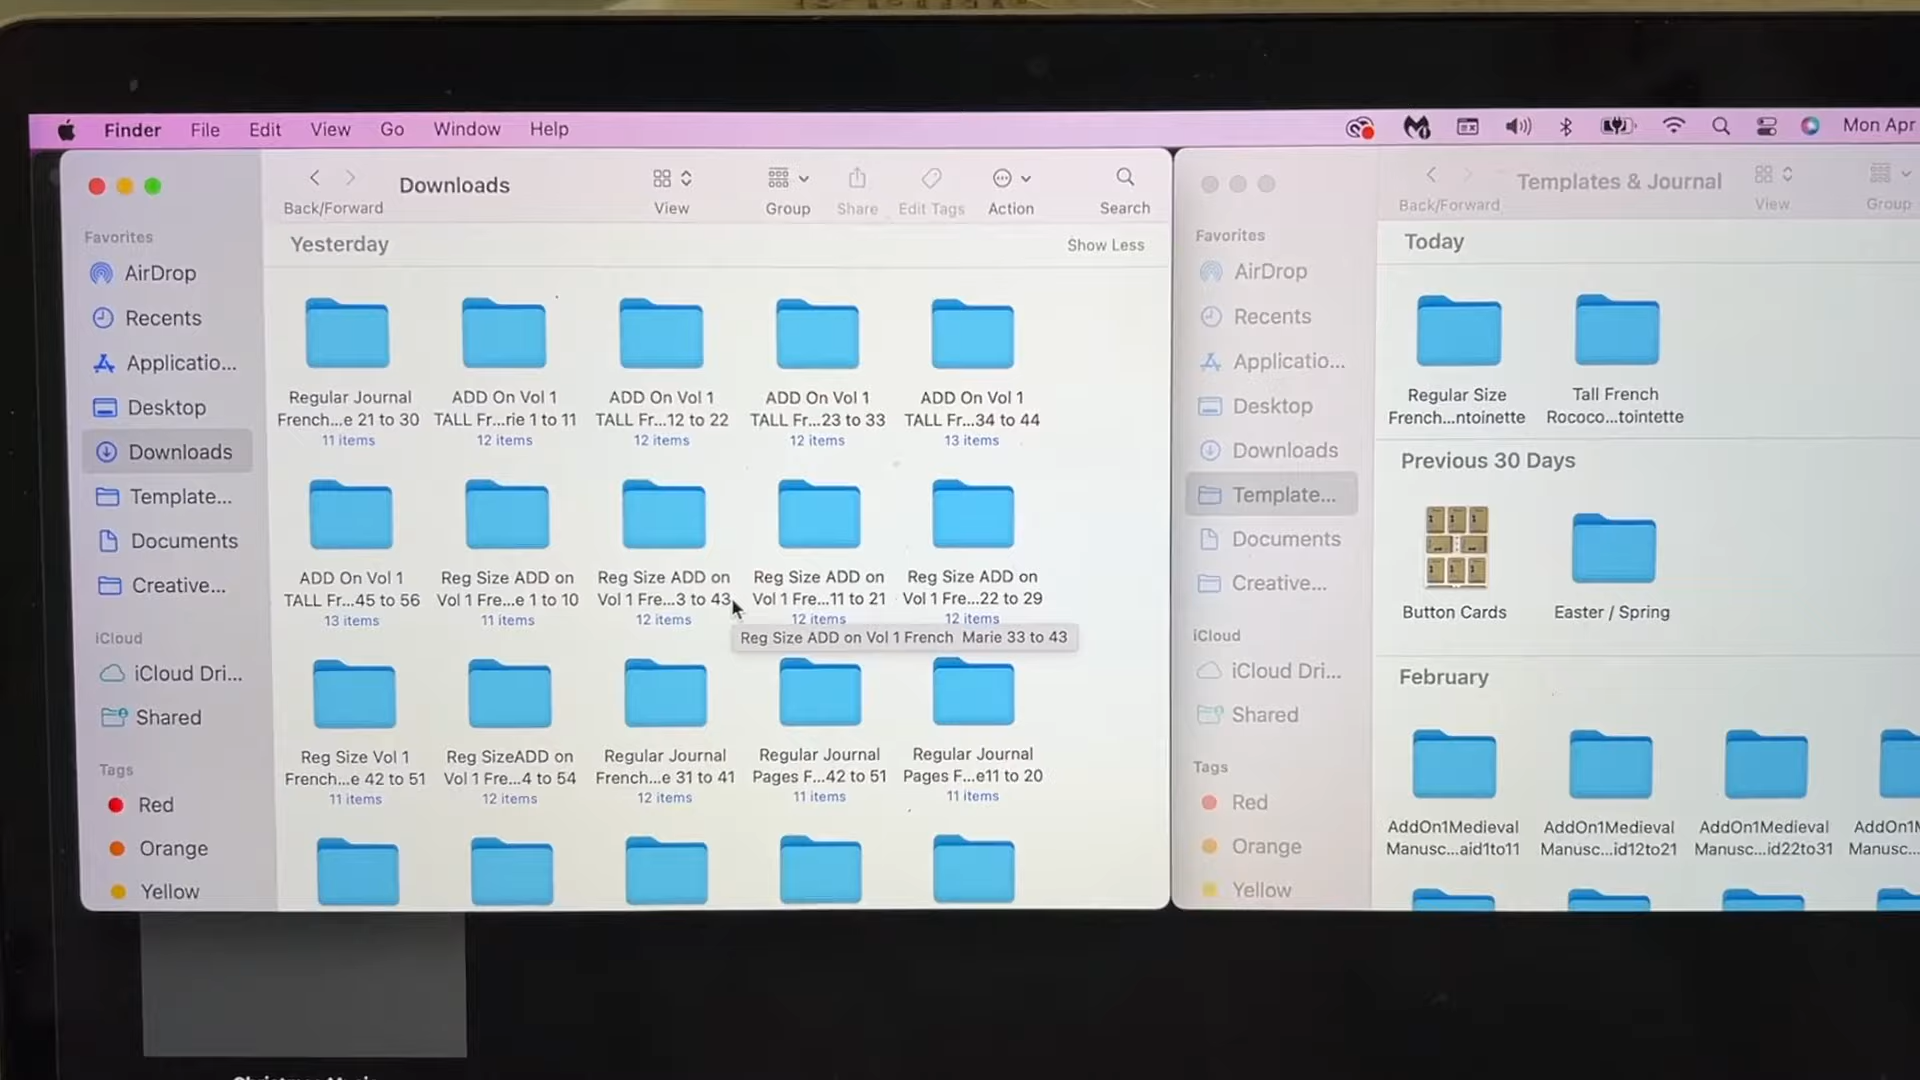 Finder File Edit View Go Window Help Mon Apr
Downloads
Back/Forward View Group Share Edit Tags Action Search
Yesterday Show Less
Favorites
AirDrop
Recents
Applicatio...
Desktop
Downloads
Template...
Documents
Creative...
iCloud
iCloud Dri...
Shared
Tags
Red
Orange
Yellow
Regular Journal
French...e 21 to 30
11 items
ADD On Vol 1
TALL Fr...rie 1 to 11
12 items
ADD On Vol 1
TALL Fr...12 to 22
12 items
ADD On Vol 1
TALL Fr...23 to 33
12 items
ADD On Vol 1
TALL Fr...34 to 44
13 items
ADD On Vol 1
TALL Fr...45 to 56
13 items
Reg Size ADD on
Vol 1 Fre...e 1 to 10
11 items
Reg Size ADD on
Vol 1 Fre...3 to 43
12 items
Reg Size ADD on
Vol 1 Fre...11 to 21
12 items
Reg Size ADD on
Vol 1 Fre...22 to 29
12 items
Reg Size ADD on Vol 1 French Marie 33 to 43
Reg Size Vol 1
French...e 42 to 51
11 items
Reg SizeADD on
Vol 1 Fre...4 to 54
12 items
Regular Journal
French...e 31 to 41
12 items
Regular Journal
Pages F...42 to 51
11 items
Regular Journal
Pages F...e11 to 20
11 items
Templates & Journal
Back/Forward View Group
Favorites
AirDrop
Recents
Applicatio...
Desktop
Downloads
Template...
Documents
Creative...
iCloud
iCloud Dri...
Shared
Tags
Red
Orange
Yellow
Today
Regular Size
French...ntoinette
Tall French
Rococo...tointette
Previous 30 Days
Button Cards
Easter / Spring
February
AddOn1Medieval
Manusc...aid1to11
AddOn1Medieval
Manusc...id12to21
AddOn1Medieval
Manusc...id22to31
AddOn1M
Manusc...